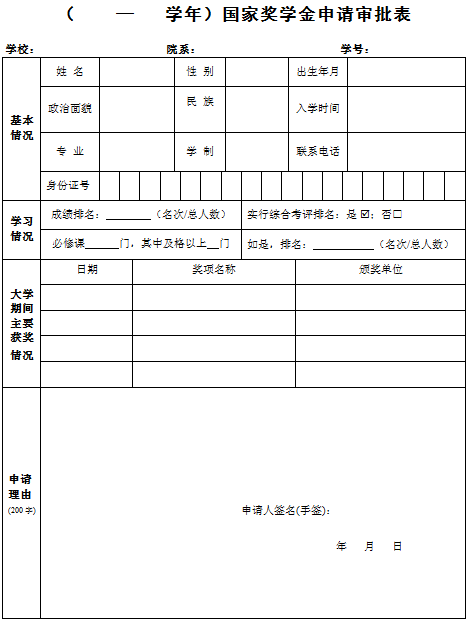 （ — 学年）国家奖学金申请审批表
学校： 院系： 学号：
基本情况
姓 名 性 别 出生年月
政治面貌 民 族 入学时间
专 业 学 制 联系电话
身份证号
学习情况
成绩排名：________（名次/总人数） 实行综合考评排名：是 ☑；否☐
必修课______门，其中及格以上__门 如是，排名：___________（名次/总人数）
大学期间主要获奖情况
日期 奖项名称 颁奖单位
申请理由
(200 字)
申请人签名(手签)：
年 月 日